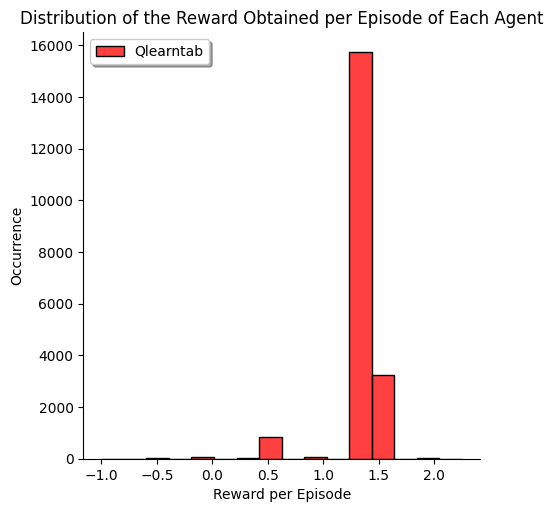 Distribution of the Reward Obtained per Episode of Each Agent
Qlearntab
16000
14000
12000
10000
8000
6000
4000
2000
0
Occurrence
−1.0 −0.5 0.0 0.5 1.0 1.5 2.0
Reward per Episode